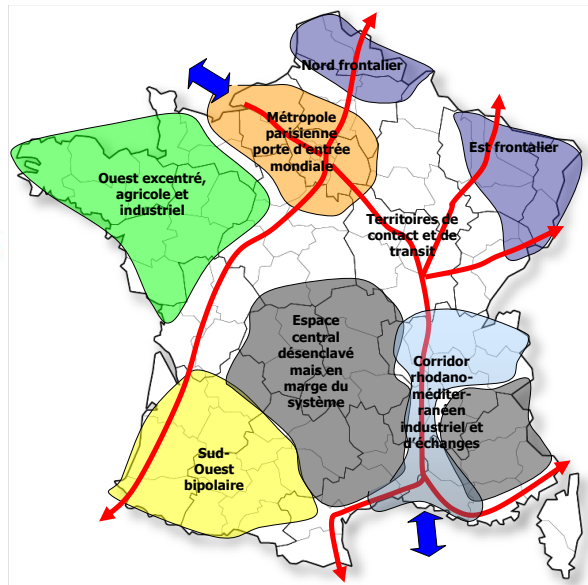 Nord frontalier
Métropole
parisienne
porte d'entrée
mondiale
Est frontalier
Ouest excentré,
agricole et
industriel
Territoires de
contact et de
transit
Espace
central
désenclavé
mais en
marge du
système
Corridor
rhodano-
méditer-
ranéen
industriel et
d'échanges
Sud-
Ouest
bipolaire